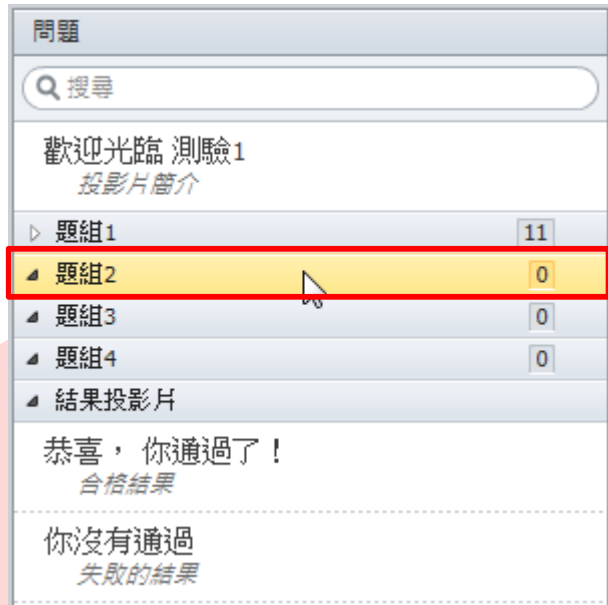 問題
搜尋
歡迎光臨 測驗1
投影片簡介
題組1 11
題組2 0
題組3 0
題組4 0
結果投影片
恭喜，你通過了！
合格結果
你沒有通過
失敗的結果